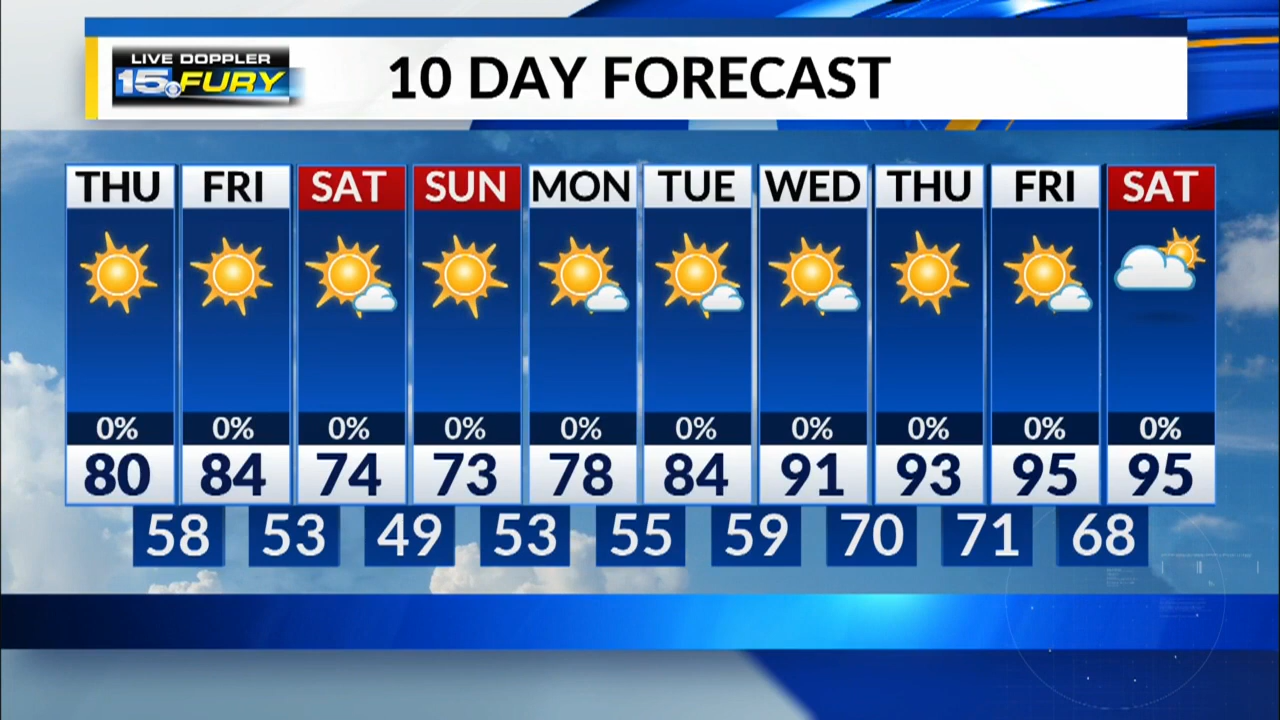 LIVE DOPPLER
15 FURY
10 DAY FORECAST
THU FRI SAT SUN MON TUE WED THU FRI SAT
0% 0% 0% 0% 0% 0% 0% 0% 0% 0%
80 84 74 73 78 84 91 93 95 95
58 53 49 53 55 59 70 71 68